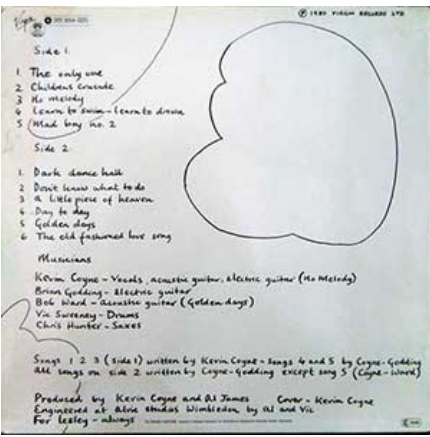 Virgin
℗ 1980 VIRGIN RECORDS LTD
Side 1.
1. The only one
2 Childrens crusade
3 No melody
4 Learn to swim - learn to drown
5 Mad boy no. 2
Side 2.
1. Dark dance hall
2 Don't know what to do
3 a little piece of heaven
4 Day to day
5 Golden days
6 The old fashioned love song
Musicians
Kevin Coyne - Vocals, acoustic guitar, electric guitar (No Melody)
Brian Godding - electric guitar
Bob Ward - acoustic guitar (Golden days)
Vic Sweeney - Drums
Chris Hunter - Saxes
Songs 1 2 3 (side 1) written by Kevin Coyne - Songs 4 and 5 by Coyne-Godding
All songs on side 2 written by Coyne-Godding except song 5 (Coyne-Ward)
Produced by Kevin Coyne and al James Cover - Kevin Coyne
Engineered at Alvic studios Wimbledon by al and Vic
For Lesley - always